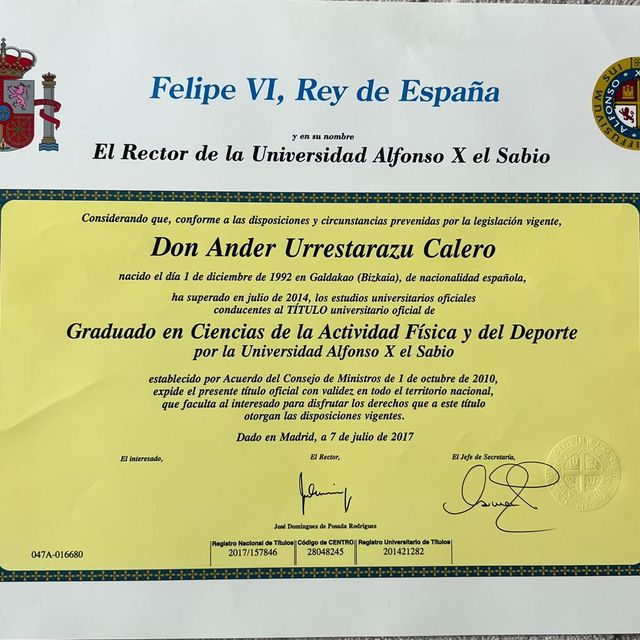 Felipe VI, Rey de España
y en su nombre
El Rector de la Universidad Alfonso X el Sabio
DIFFUSIVUM SUI
ALFONSO X
Considerando que, conforme a las disposiciones y circunstancias prevenidas por la legislación vigente,
Don Ander Urrestarazu Calero
nacido el día 1 de diciembre de 1992 en Galdakao (Bizkaia), de nacionalidad española,
ha superado en julio de 2014, los estudios universitarios oficiales
conducentes al TÍTULO universitario oficial de
Graduado en Ciencias de la Actividad Física y del Deporte
por la Universidad Alfonso X el Sabio
establecido por Acuerdo del Consejo de Ministros de 1 de octubre de 2010,
expide el presente título oficial con validez en todo el territorio nacional,
que faculta al interesado para disfrutar los derechos que a este título
otorgan las disposiciones vigentes.
Dado en Madrid, a 7 de julio de 2017
El interesado, El Rector, El Jefe de Secretaría,
José Domínguez de Posada Rodríguez
Registro Nacional de Títulos Código de CENTRO Registro Universitario de Títulos
047A-016680 2017/157846 28048245 201421282